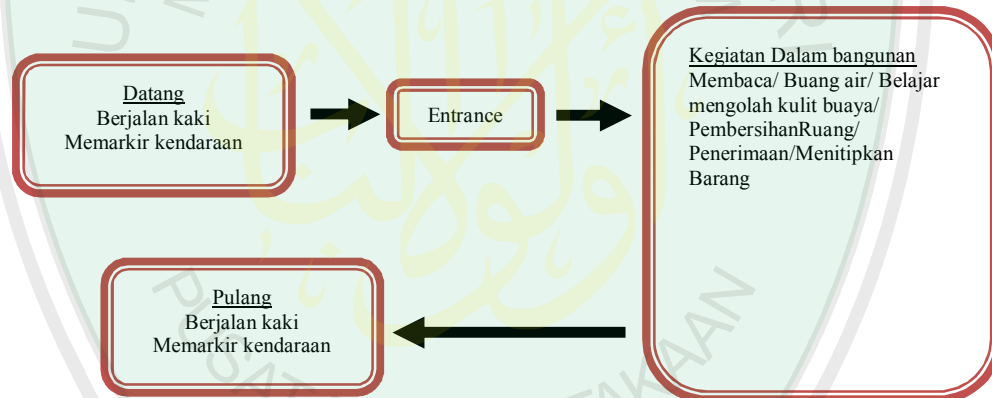 Datang
Berjalan kaki
Memarkir kendaraan
Entrance
Kegiatan Dalam bangunan
Membaca/ Buang air/ Belajar
mengolah kulit buaya/
PembersihanRuang/
Penerimaan/Menitipkan
Barang
Pulang
Berjalan kaki
Memarkir kendaraan